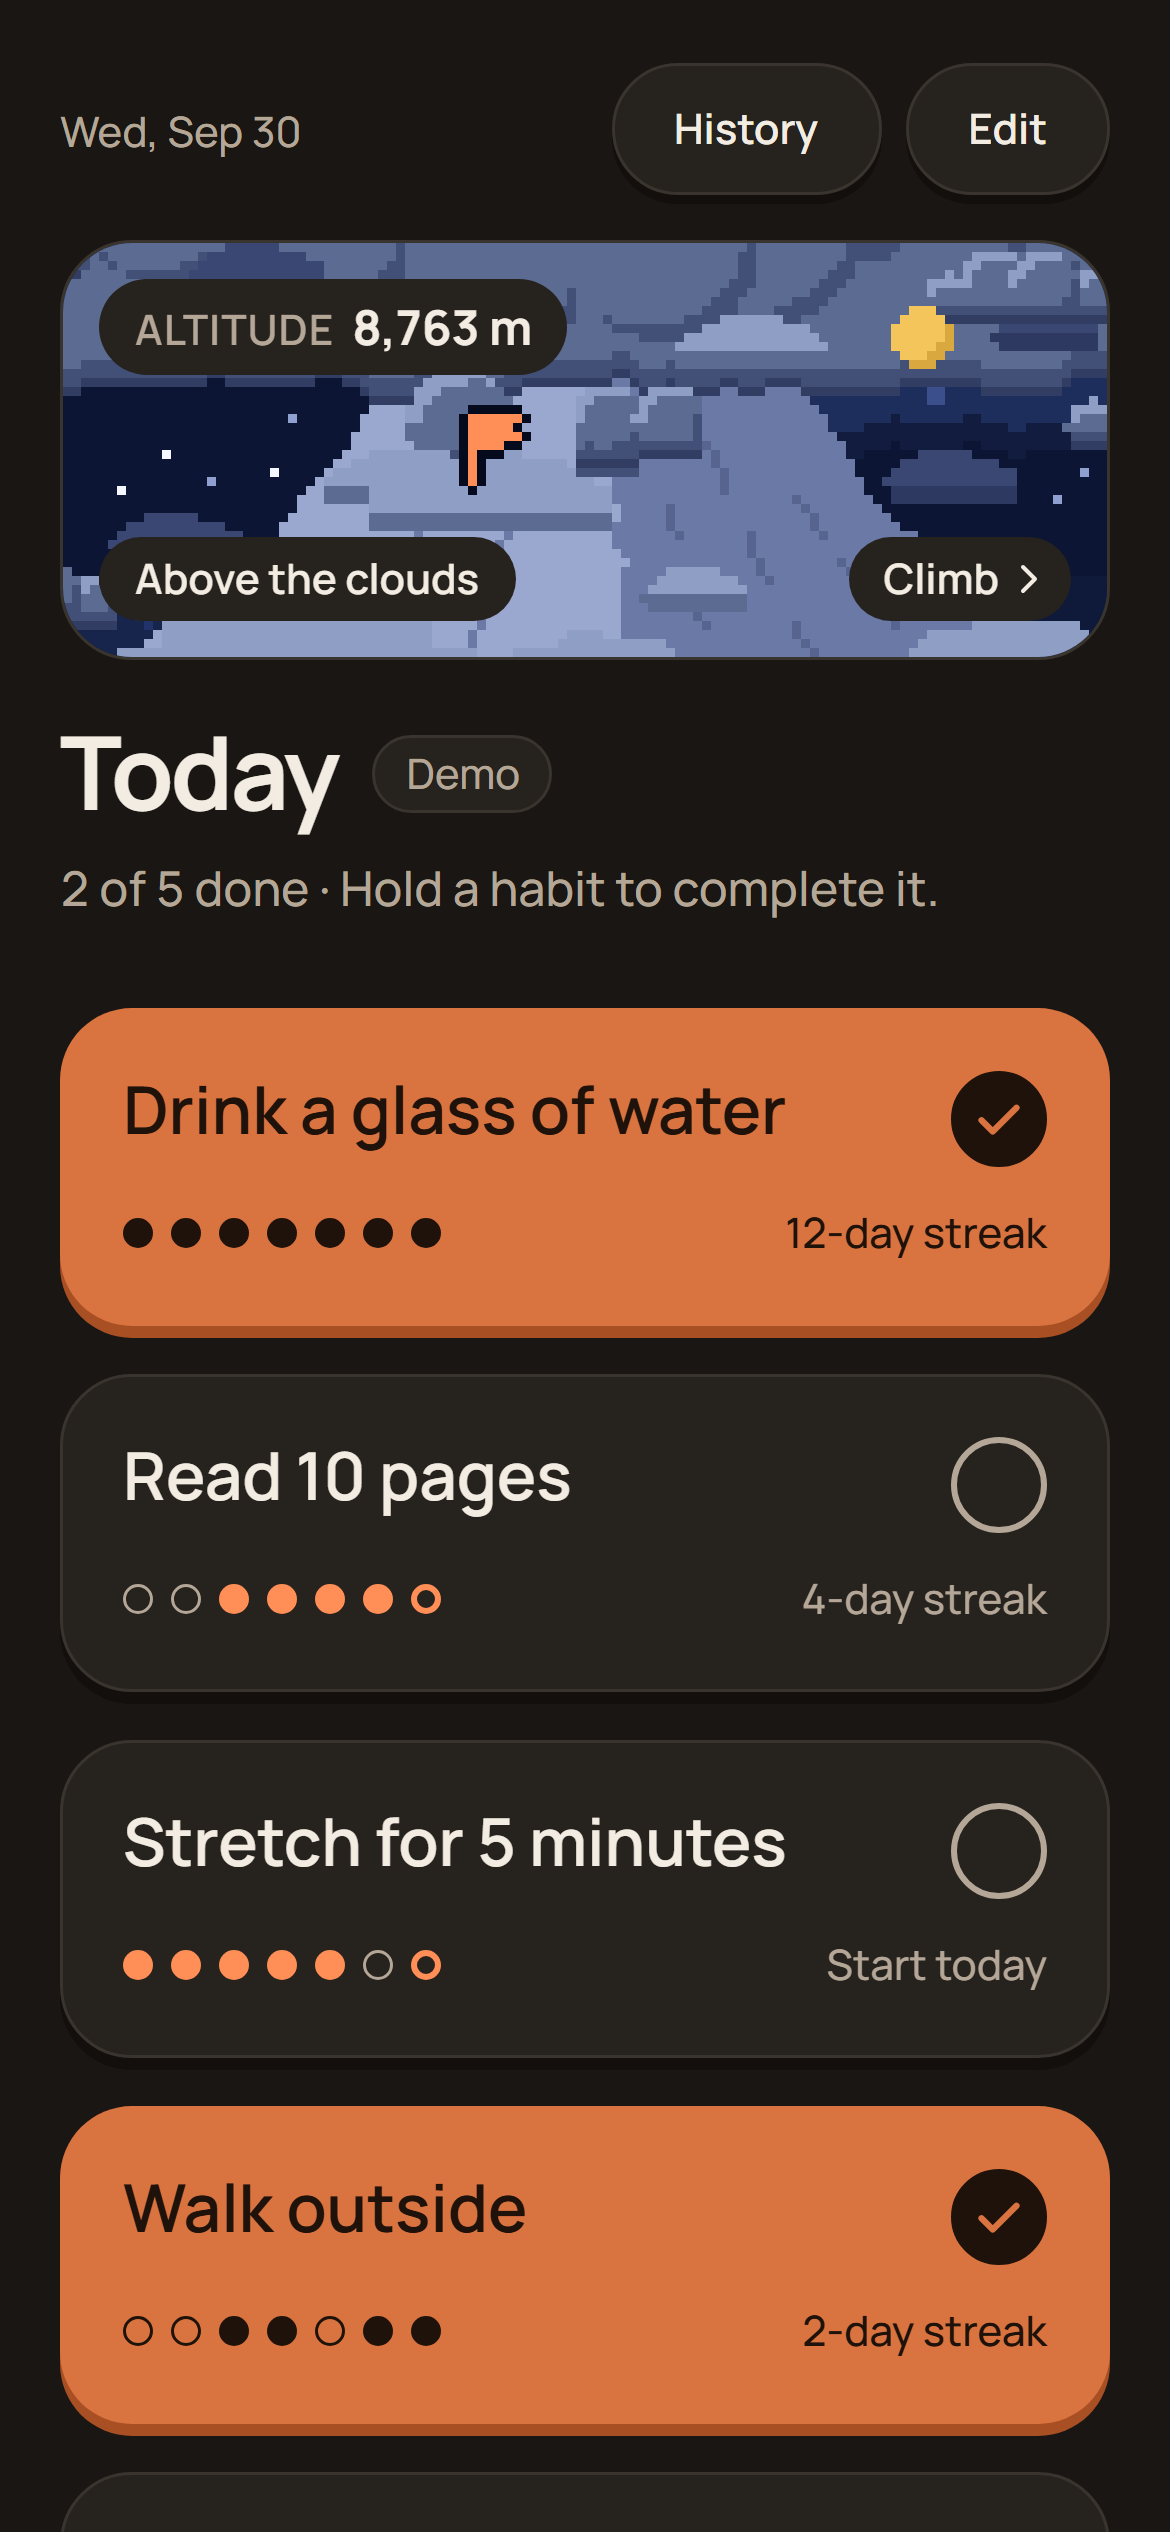 Wed, Sep 30
History
Edit
ALTITUDE 8,763 m
Above the clouds
Climb
Today
Demo
2 of 5 done · Hold a habit to complete it.
Drink a glass of water
12-day streak
Read 10 pages
4-day streak
Stretch for 5 minutes
Start today
Walk outside
2-day streak